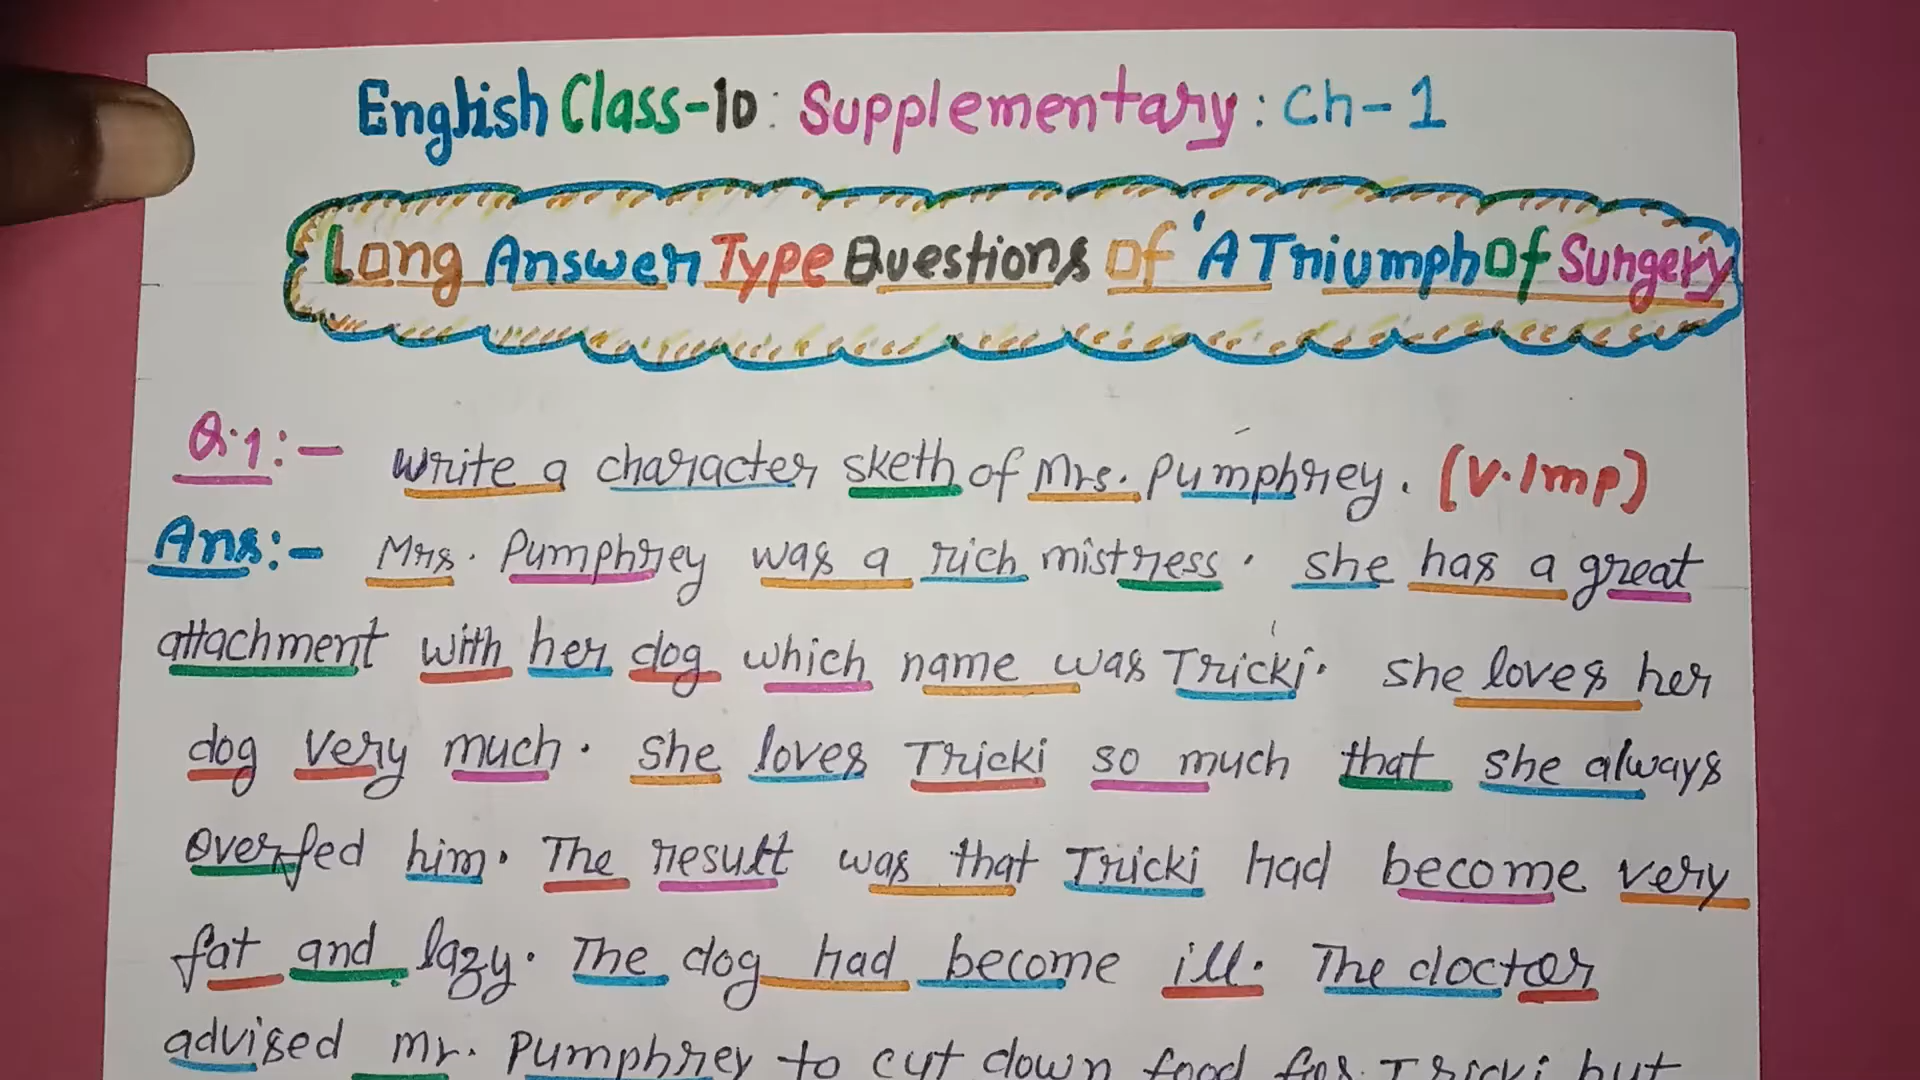 English Class-10: Supplementary: Ch-1
Long Answer Type Questions Of 'A Triumph Of Surgery
Q.1:- Write a character sketh of Mrs. Pumphrey. (V.Imp)
Ans:- Mrs. Pumphrey was a rich mistress. She has a great
attachment with her dog which name was Tricki. She loves her
dog very much. She loves Tricki so much that she always
overfed him. The result was that Tricki had become very
fat and lazy. The dog had become ill. The doctor
advised Mr. Pumphrey to cut down food for Tricki but